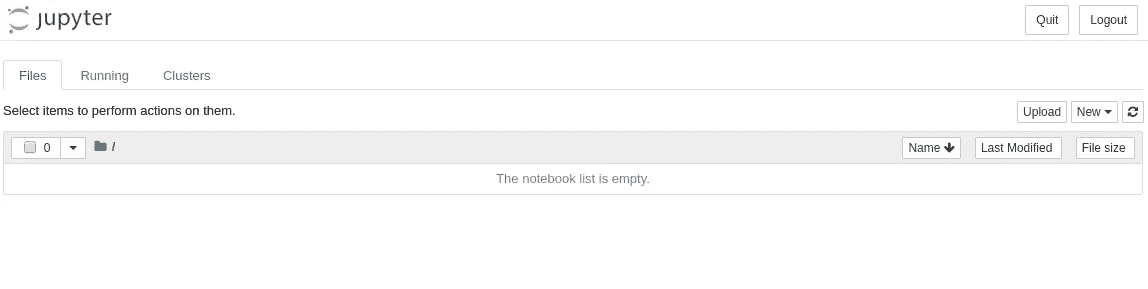 jupyter
Quit Logout
Files Running Clusters
Select items to perform actions on them.
Upload New
0 / Name Last Modified File size
The notebook list is empty.